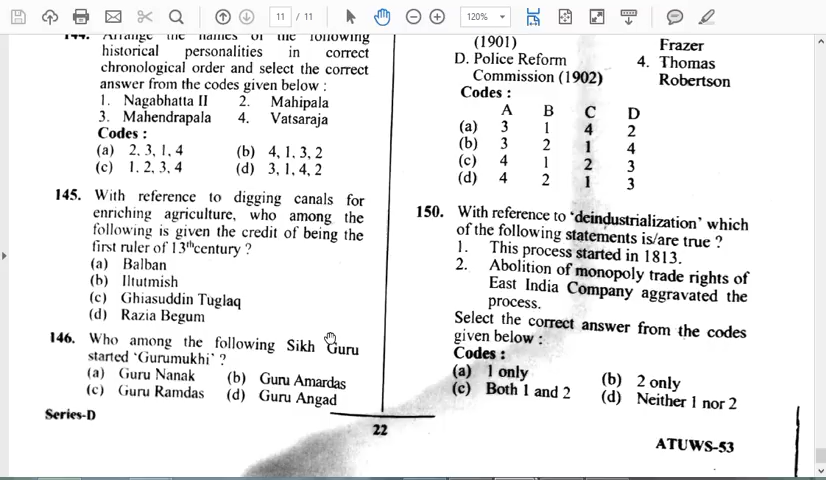 11 / 11
120%
144. Arrange the names of the following
historical personalities in correct
chronological order and select the correct
answer from the codes given below :
1. Nagabhatta II 2. Mahipala
3. Mahendrapala 4. Vatsaraja
Codes :
(a) 2, 3, 1, 4 (b) 4, 1, 3, 2
(c) 1, 2, 3, 4 (d) 3, 1, 4, 2
145. With reference to digging canals for
enriching agriculture, who among the
following is given the credit of being the
first ruler of 13thcentury ?
(a) Balban
(b) Iltutmish
(c) Ghiasuddin Tuglaq
(d) Razia Begum
146. Who among the following Sikh Guru
started ‘Gurumukhi’ ?
(a) Guru Nanak (b) Guru Amardas
(c) Guru Ramdas (d) Guru Angad
Series-D
22
(1901) Frazer
D. Police Reform 4. Thomas
Commission (1902) Robertson
Codes :
A B C D
(a) 3 1 4 2
(b) 3 2 1 4
(c) 4 1 2 3
(d) 4 2 1 3
150. With reference to ‘deindustrialization’ which
of the following statements is/are true ?
1. This process started in 1813.
2. Abolition of monopoly trade rights of
East India Company aggravated the
process.
Select the correct answer from the codes
given below :
Codes :
(a) 1 only (b) 2 only
(c) Both 1 and 2 (d) Neither 1 nor 2
ATUWS-53